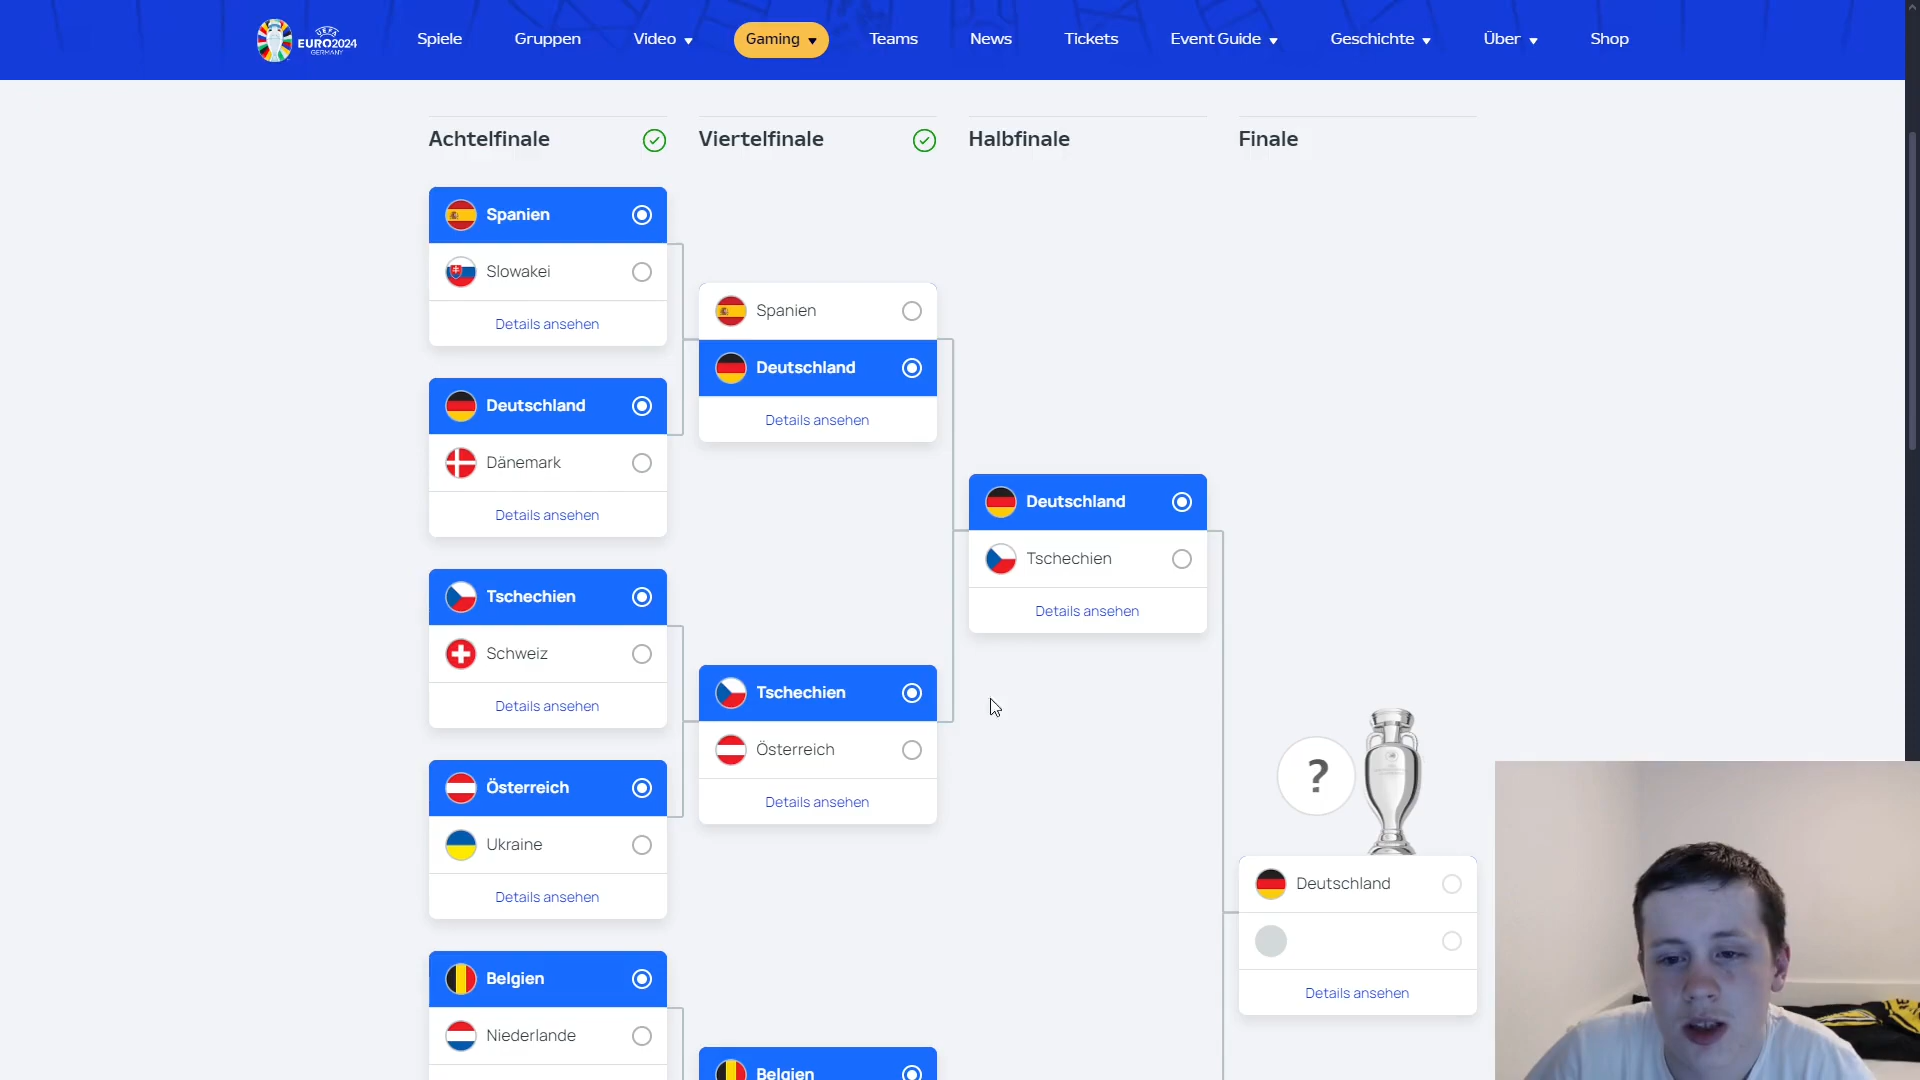 UEFA
EURO2024
GERMANY
Spiele
Gruppen
Video
Gaming
Teams
News
Tickets
Event Guide
Geschichte
Über
Shop
Achtelfinale
Viertelfinale
Halbfinale
Finale
Spanien
Slowakei
Details ansehen
Deutschland
Dänemark
Details ansehen
Tschechien
Schweiz
Details ansehen
Österreich
Ukraine
Details ansehen
Belgien
Niederlande
Spanien
Deutschland
Details ansehen
Tschechien
Österreich
Details ansehen
Belgien
Deutschland
Tschechien
Details ansehen
?
Deutschland
Details ansehen